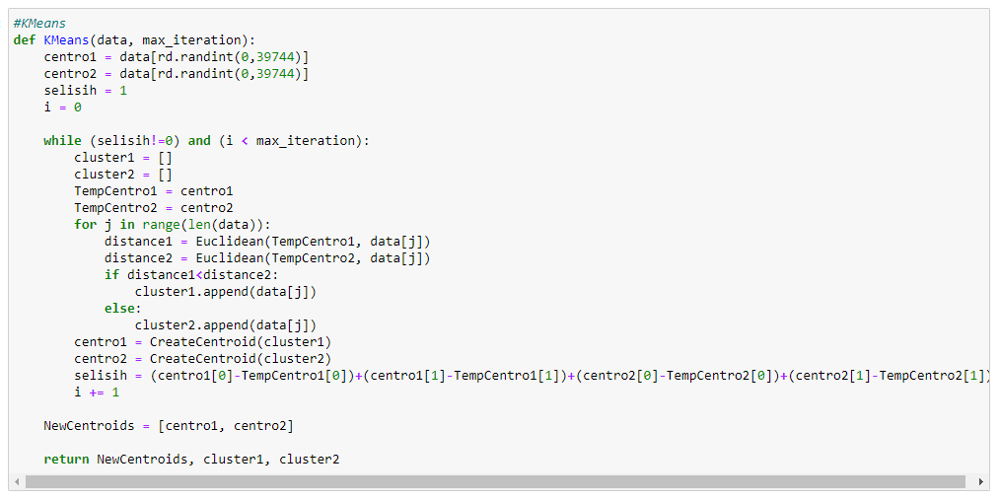 #KMeans
def KMeans(data, max_iteration):
    centro1 = data[rd.randint(0,39744)]
    centro2 = data[rd.randint(0,39744)]
    selisih = 1
    i = 0

    while (selisih!=0) and (i < max_iteration):
        cluster1 = []
        cluster2 = []
        TempCentro1 = centro1
        TempCentro2 = centro2
        for j in range(len(data)):
            distance1 = Euclidean(TempCentro1, data[j])
            distance2 = Euclidean(TempCentro2, data[j])
            if distance1<distance2:
                cluster1.append(data[j])
            else:
                cluster2.append(data[j])
        centro1 = CreateCentroid(cluster1)
        centro2 = CreateCentroid(cluster2)
        selisih = (centro1[0]-TempCentro1[0])+(centro1[1]-TempCentro1[1])+(centro2[0]-TempCentro2[0])+(centro2[1]-TempCentro2[1])
        i += 1

    NewCentroids = [centro1, centro2]

    return NewCentroids, cluster1, cluster2